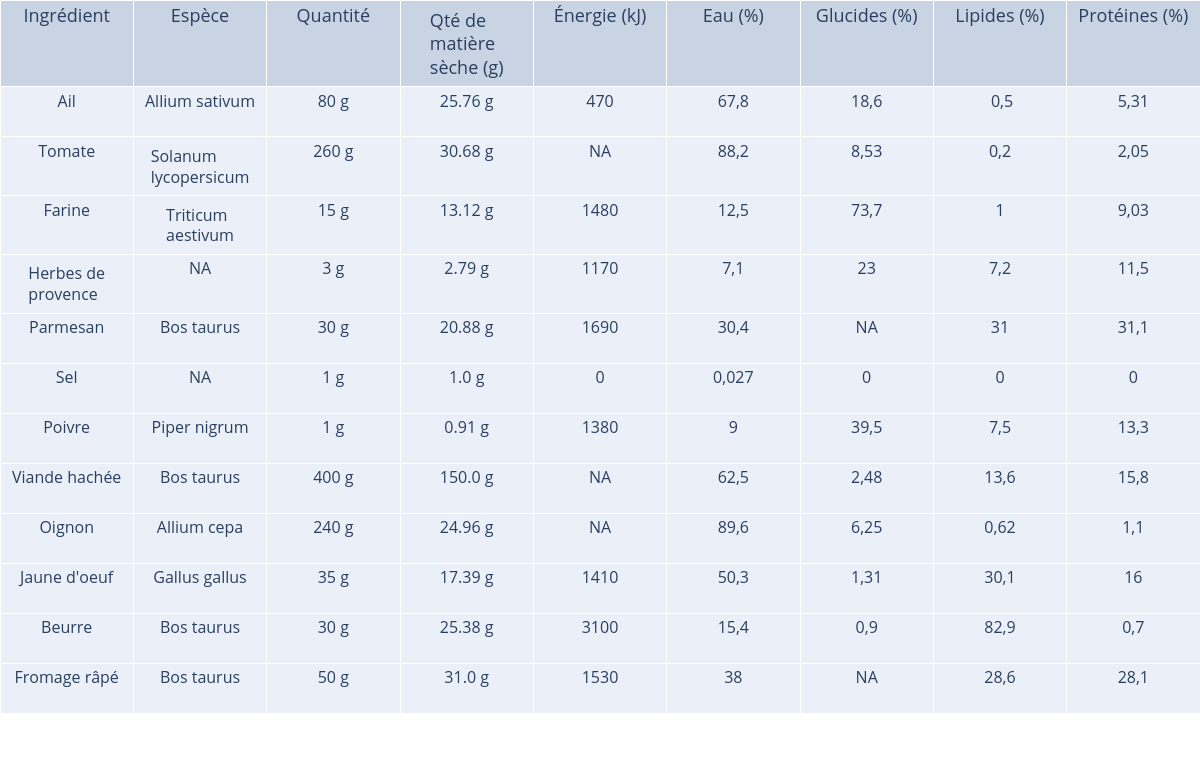 Ingrédient Espèce Quantité Qté de matière sèche (g) Énergie (kJ) Eau (%) Glucides (%) Lipides (%) Protéines (%)
Ail Allium sativum 80 g 25.76 g 470 67,8 18,6 0,5 5,31
Tomate Solanum lycopersicum 260 g 30.68 g NA 88,2 8,53 0,2 2,05
Farine Triticum aestivum 15 g 13.12 g 1480 12,5 73,7 1 9,03
Herbes de provence NA 3 g 2.79 g 1170 7,1 23 7,2 11,5
Parmesan Bos taurus 30 g 20.88 g 1690 30,4 NA 31 31,1
Sel NA 1 g 1.0 g 0 0,027 0 0 0
Poivre Piper nigrum 1 g 0.91 g 1380 9 39,5 7,5 13,3
Viande hachée Bos taurus 400 g 150.0 g NA 62,5 2,48 13,6 15,8
Oignon Allium cepa 240 g 24.96 g NA 89,6 6,25 0,62 1,1
Jaune d'oeuf Gallus gallus 35 g 17.39 g 1410 50,3 1,31 30,1 16
Beurre Bos taurus 30 g 25.38 g 3100 15,4 0,9 82,9 0,7
Fromage râpé Bos taurus 50 g 31.0 g 1530 38 NA 28,6 28,1